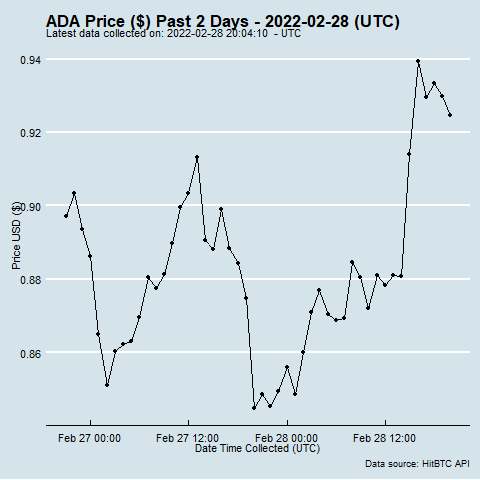 ADA Price ($) Past 2 Days - 2022-02-28 (UTC)
Latest data collected on: 2022-02-28 20:04:10  - UTC
0.94
0.92
0.90
0.88
0.86
Price USD ($)
Feb 27 00:00
Feb 27 12:00
Feb 28 00:00
Feb 28 12:00
Date Time Collected (UTC)
Data source: HitBTC API